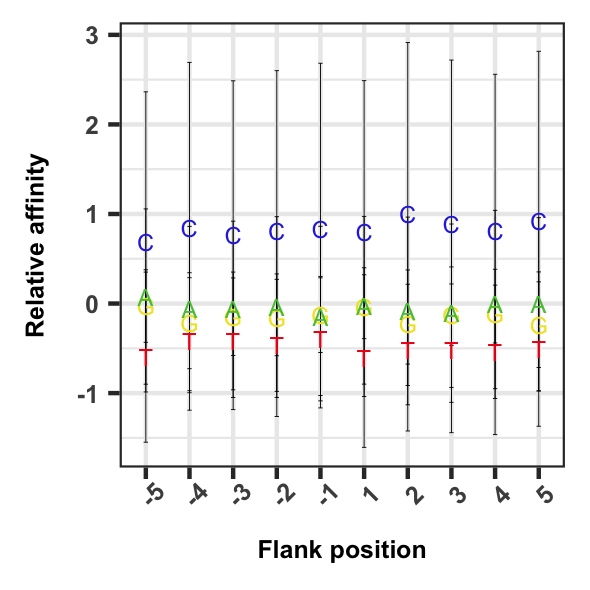 3
2
1
0
-1
Relative affinity
C C C C C C C C C C
A A A A A A A A A A
G G G G G G G G G G
T T T T T T T T T T
-5 -4 -3 -2 -1 1 2 3 4 5
Flank position